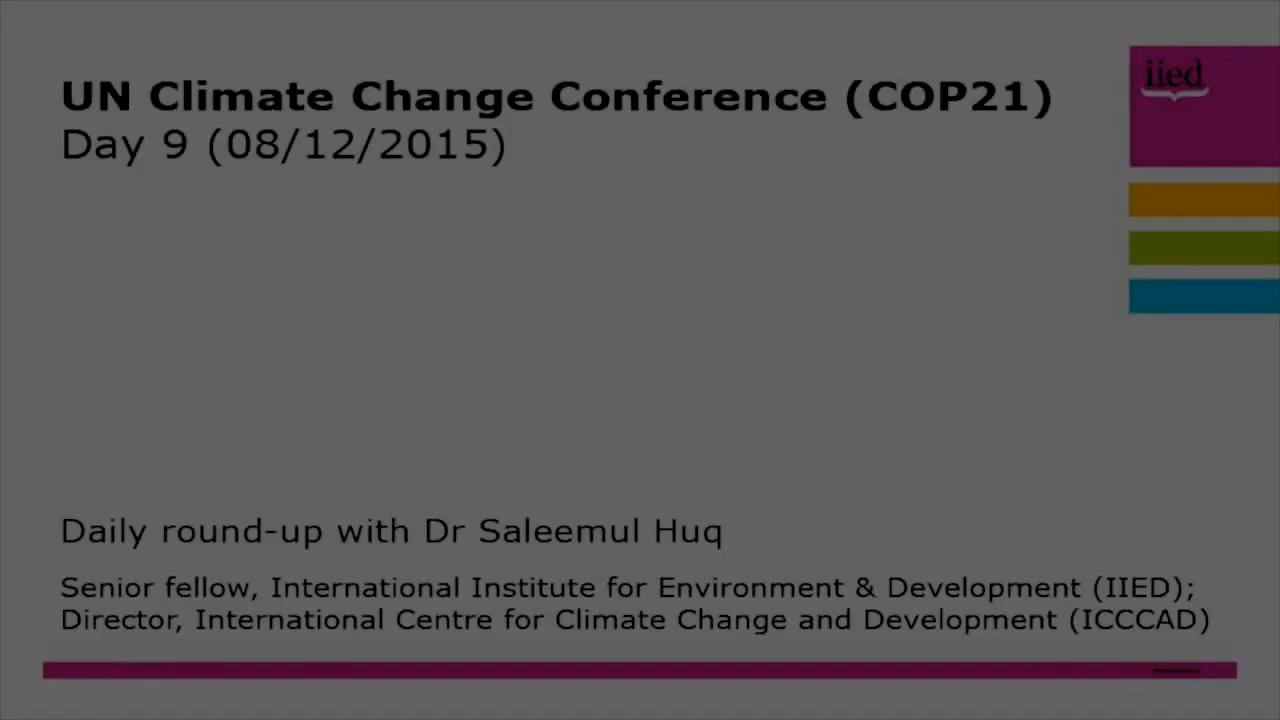 UN Climate Change Conference (COP21)
Day 9 (08/12/2015)
iied
Daily round-up with Dr Saleemul Huq
Senior fellow, International Institute for Environment & Development (IIED);
Director, International Centre for Climate Change and Development (ICCCAD)